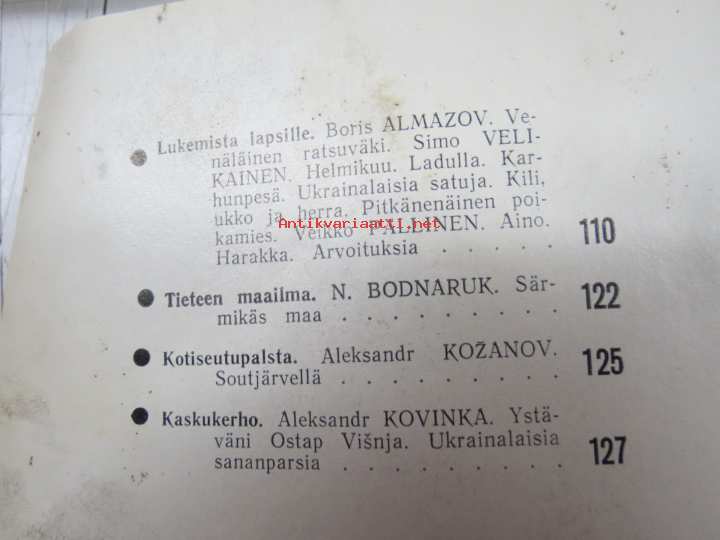 Lukemista lapsille. Boris ALMAZOV. Ve-
näläinen ratsuväki. Simo VELI-
KAINEN. Helmikuu. Ladulla. Kar-
hunpesä. Ukrainalaisia satuja. Kili,
ukko ja herra. Pitkänenäinen poi-
Antikvariaatti.net
kamies. Veikko PÄLLINEN. Aino.
Harakka. Arvoituksia . . . . . 110
Tieteen maailma. N. BODNARUK. Sär-
mikäs maa . . . . . . . . . 122
Kotiseutupalsta. Aleksandr KOŽANOV.
Soutjärvellä . . . . . . . . 125
Kaskukerho. Aleksandr KOVINKA. Ystä-
väni Ostap Višnja. Ukrainalaisia
sananparsia . . . . . . . . 127